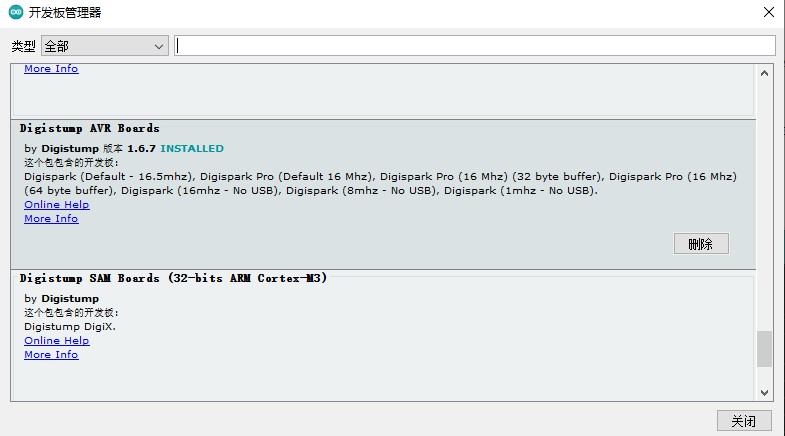 开发板管理器
类型 全部
More Info
Digistump AVR Boards
by Digistump 版本 1.6.7 INSTALLED
这个包包含的开发板：
Digispark (Default - 16.5mhz), Digispark Pro (Default 16 Mhz), Digispark Pro (16 Mhz) (32 byte buffer), Digispark Pro (16 Mhz)
(64 byte buffer), Digispark (16mhz - No USB), Digispark (8mhz - No USB), Digispark (1mhz - No USB).
Online Help
More Info
删除
Digistump SAM Boards (32-bits ARM Cortex-M3)
by Digistump
这个包包含的开发板：
Digistump DigiX.
Online Help
More Info
关闭